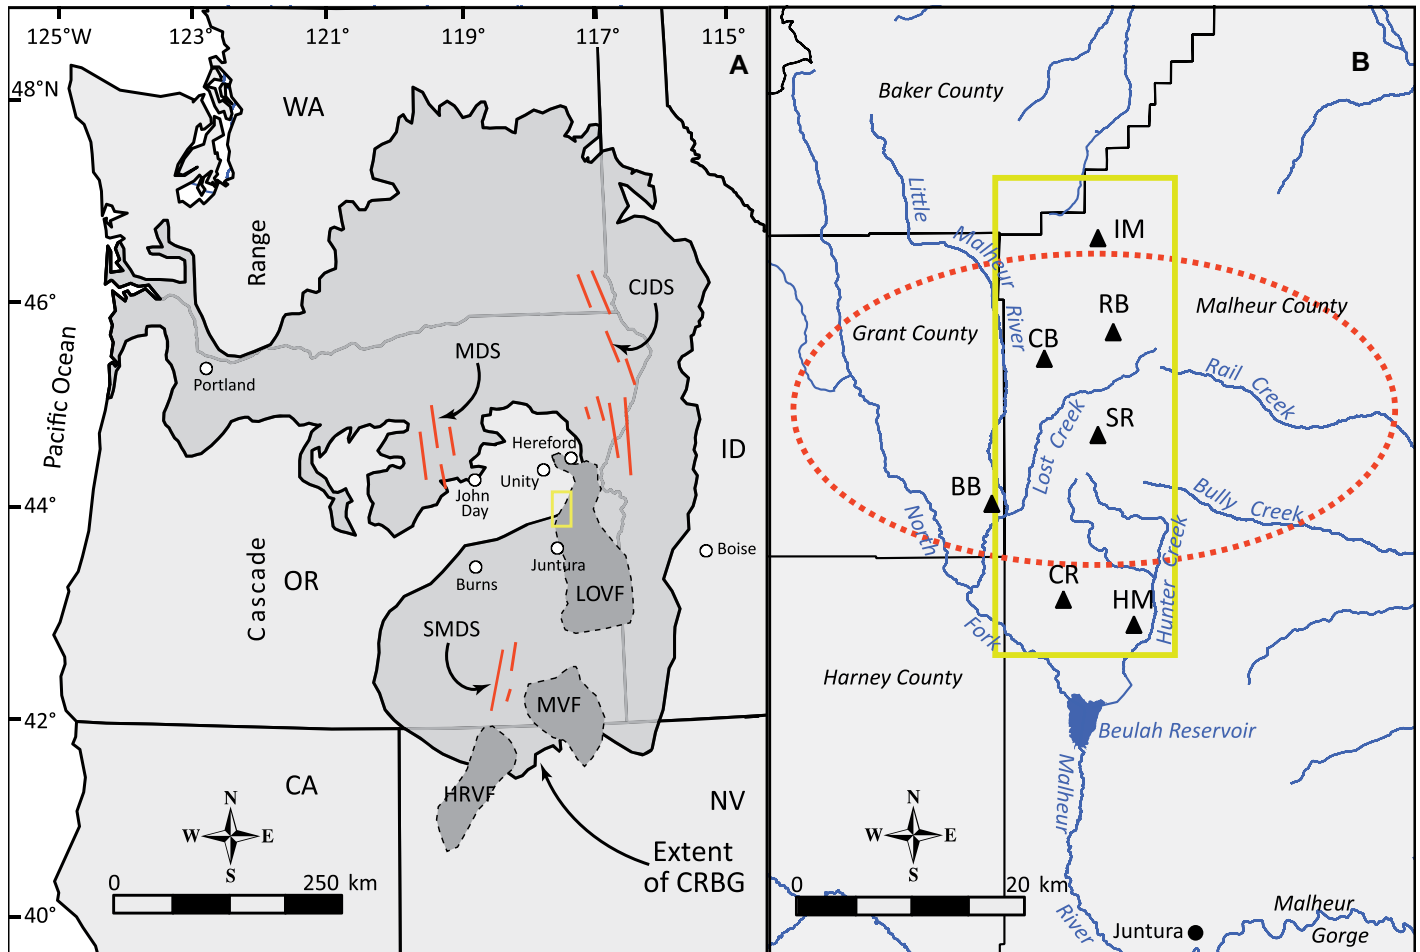 125°W 123° 121° 119° 117° 115°
A
48°N
46°
44°
42°
40°
WA
Range
Cascade
Pacific Ocean
CJDS
MDS
Portland
Hereford
Unity
John
Day
ID
Boise
Juntura
Burns
OR
LOVF
SMDS
MVF
HRVF
CA
NV
N
W E
S
0 250 km
Extent
of CRBG
B
Baker County
Little
Malheur
River
IM
RB
Malheur County
Grant County
CB
Rail Creek
Lost Creek
SR
BB
Bully Creek
North
Fork
Hunter Creek
CR
HM
Harney County
Beulah Reservoir
Malheur
River
N
W E
S
0 20 km
Juntura
Malheur
Gorge